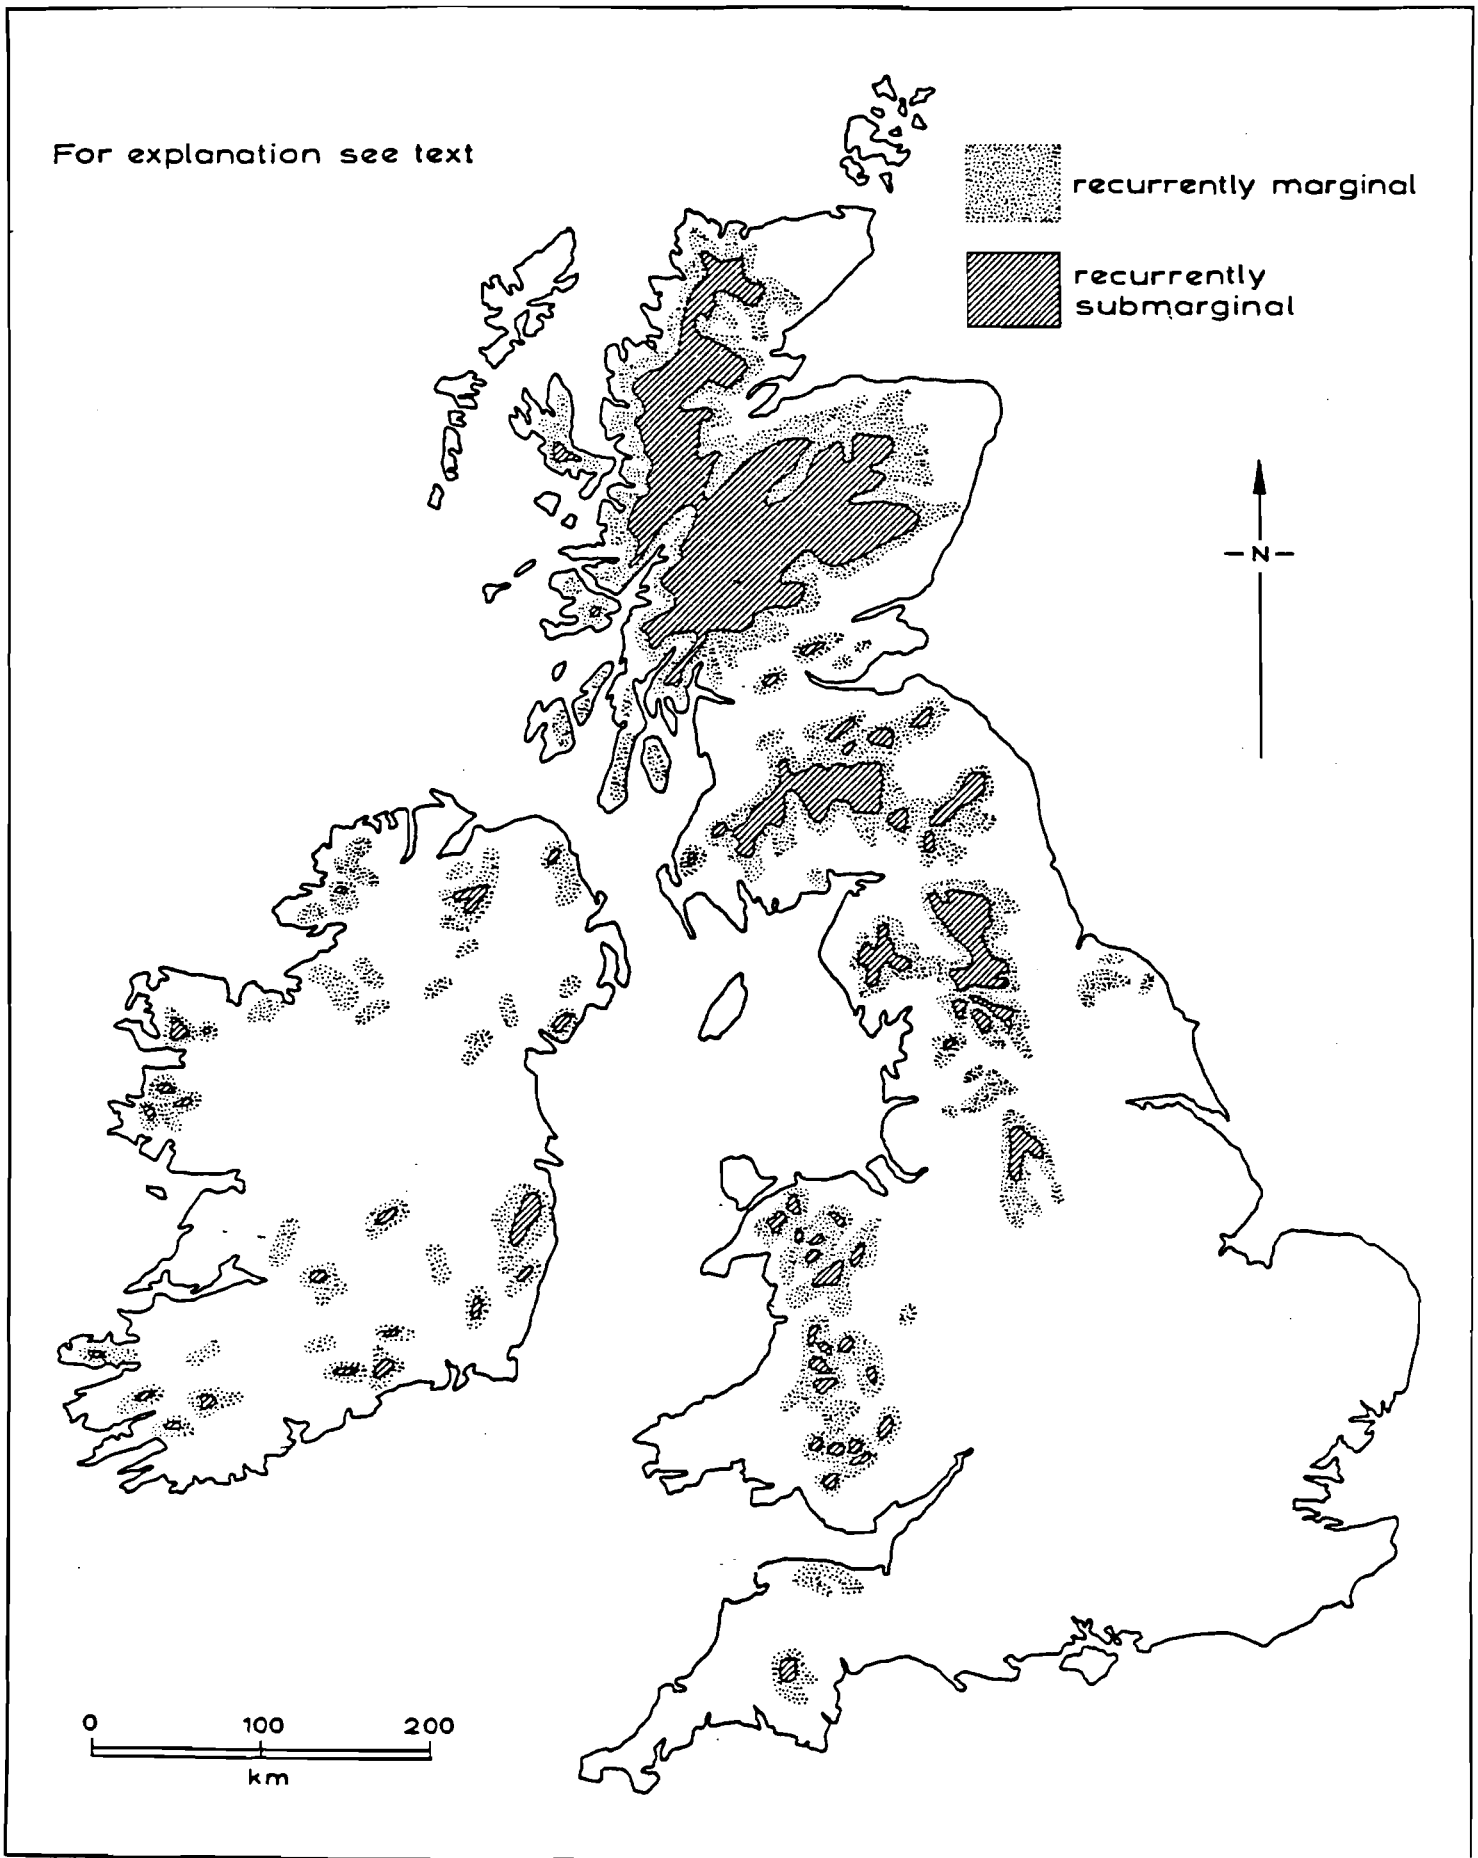 For explanation see text
recurrently marginal
recurrently
submarginal
—N—
0 100 200
km